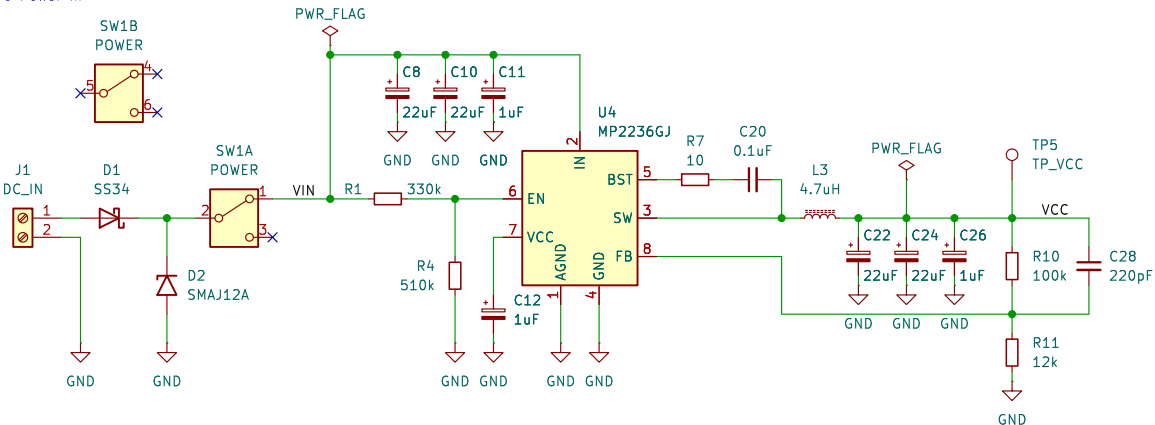 SW1B
POWER
4
5
6
PWR_FLAG
C8
22uF
GND
C10
22uF
GND
C11
1uF
GND
U4
MP2236GJ
2
IN
5
BST
6
EN
3
SW
7
VCC
8
FB
AGND
GND
1
4
GND
GND
J1
DC_IN
1
2
GND
D1
SS34
D2
SMAJ12A
GND
SW1A
POWER
1
2
3
VIN
R1
330k
R4
510k
GND
C12
1uF
GND
R7
10
C20
0.1uF
L3
4.7uH
PWR_FLAG
TP5
TP_VCC
VCC
C22
22uF
GND
C24
22uF
GND
C26
1uF
GND
R10
100k
C28
220pF
R11
12k
GND